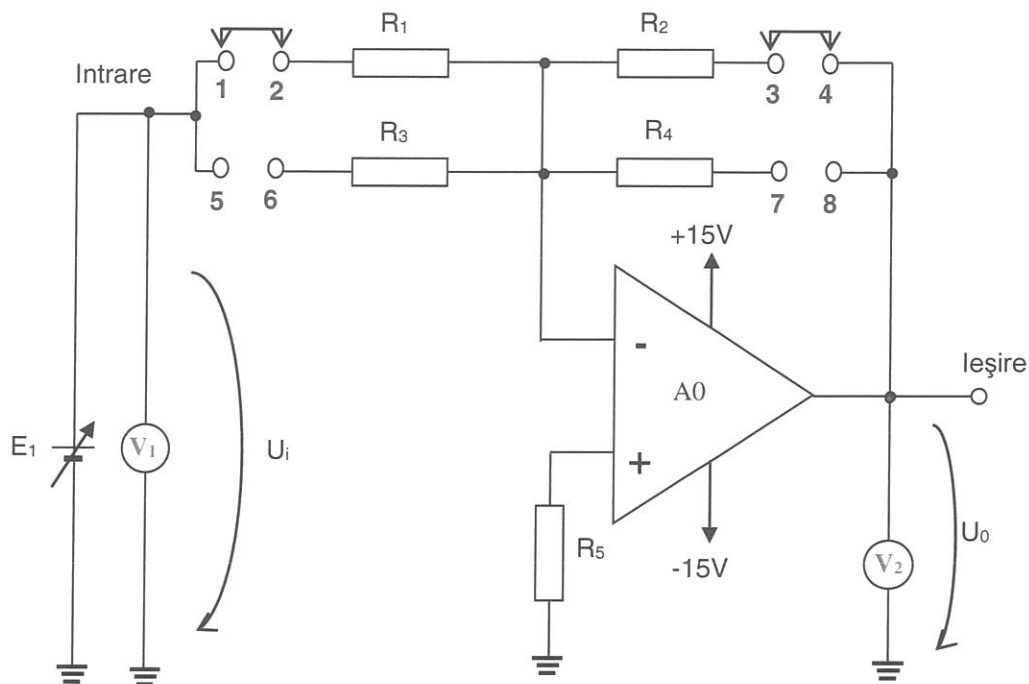 R1
R2
Intrare
1
2
3
4
R3
R4
5
6
7
8
+15V
-
Ieşire
A0
E1
V1
Ui
+
R5
-15V
V2
U0